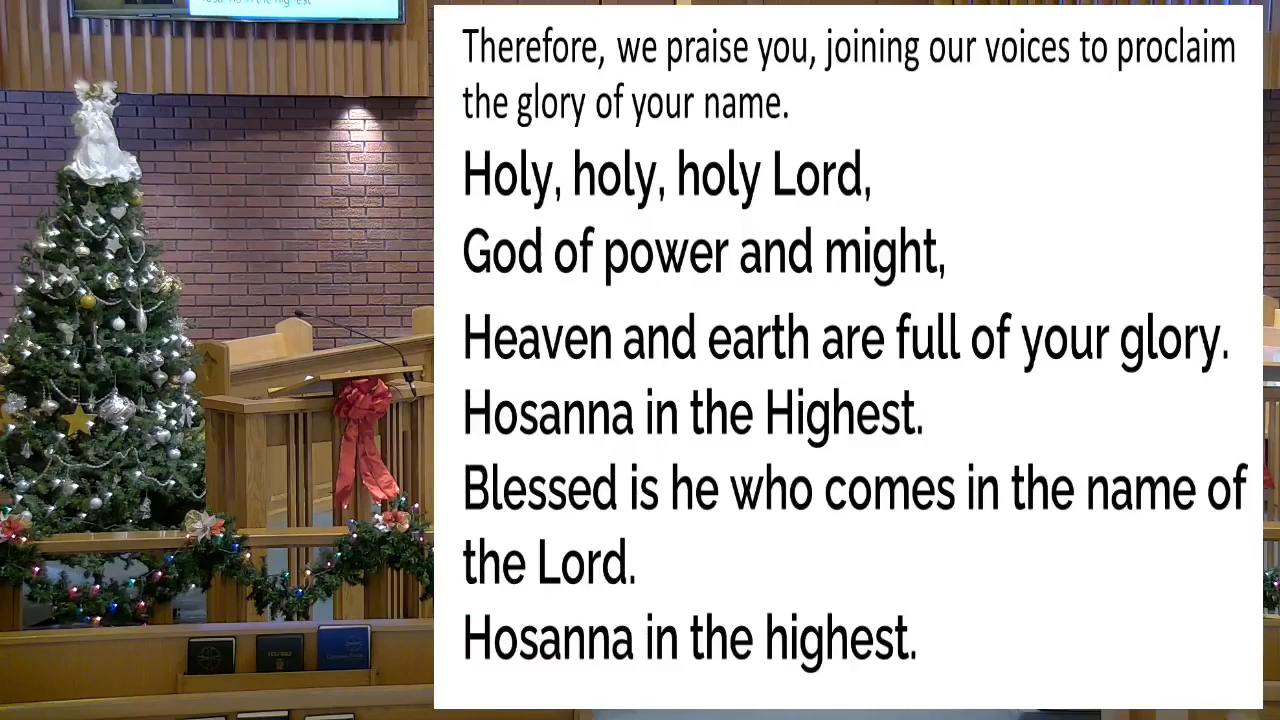 Therefore, we praise you, joining our voices to proclaim
the glory of your name.
Holy, holy, holy Lord,
God of power and might,
Heaven and earth are full of your glory.
Hosanna in the Highest.
Blessed is he who comes in the name of
the Lord.
Hosanna in the highest.